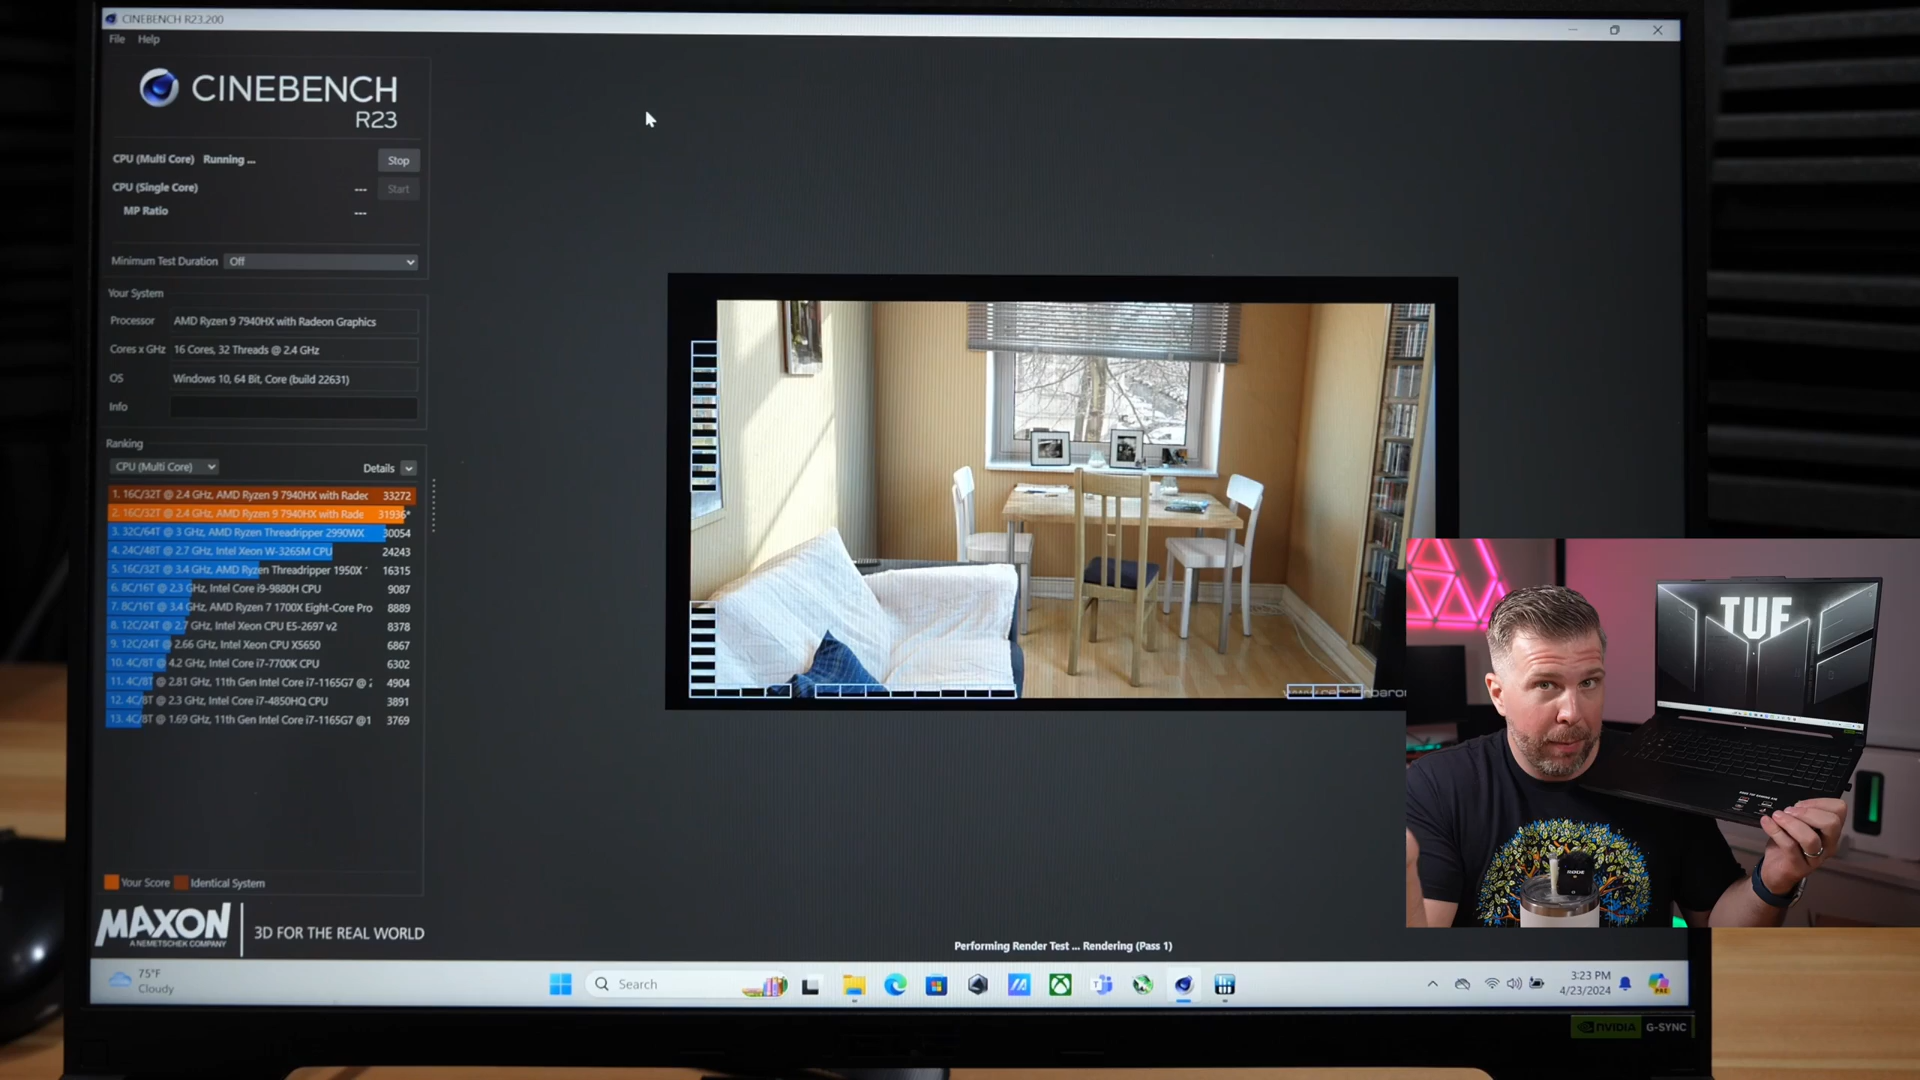 CINEBENCH R23.200
File Help
CINEBENCH
R23
CPU (Multi Core) Running ... Stop
CPU (Single Core) --- Start
MP Ratio ---
Minimum Test Duration Off
Your System
Processor AMD Ryzen 9 7940HX with Radeon Graphics
Cores x GHz 16 Cores, 32 Threads @ 2.4 GHz
OS Windows 10, 64 Bit, Core (build 22631)
Info
Ranking
CPU (Multi Core) Details
1. 16C/32T @ 2.4 GHz, AMD Ryzen 9 7940HX with Radec 33272
2. 16C/32T @ 2.4 GHz, AMD Ryzen 9 7940HX with Rade 31936*
3. 32C/64T @ 3 GHz, AMD Ryzen Threadripper 2990WX 30054
4. 24C/48T @ 2.7 GHz, Intel Xeon W-3265M CPU 24243
5. 16C/32T @ 3.4 GHz, AMD Ryzen Threadripper 1950X 16315
6. 8C/16T @ 2.3 GHz, Intel Core i9-9880H CPU 9087
7. 8C/16T @ 3.4 GHz, AMD Ryzen 7 1700X Eight-Core Pro 8889
8. 12C/24T @ 2.7 GHz, Intel Xeon CPU E5-2697 v2 8378
9. 12C/24T @ 2.66 GHz, Intel Xeon CPU X5650 6867
10. 4C/8T @ 4.2 GHz, Intel Core i7-7700K CPU 6302
11. 4C/8T @ 2.81 GHz, 11th Gen Intel Core i7-1165G7 @ 2 4904
12. 4C/8T @ 2.3 GHz, Intel Core i7-4850HQ CPU 3891
13. 4C/8T @ 1.69 GHz, 11th Gen Intel Core i7-1165G7 @1 3769
Your Score Identical System
MAXON
A NEMETSCHEK COMPANY
3D FOR THE REAL WORLD
Performing Render Test ... Rendering (Pass 1)
TUF
75°F
Cloudy
Search
3:23 PM
4/23/2024
PRE
NVIDIA G-SYNC